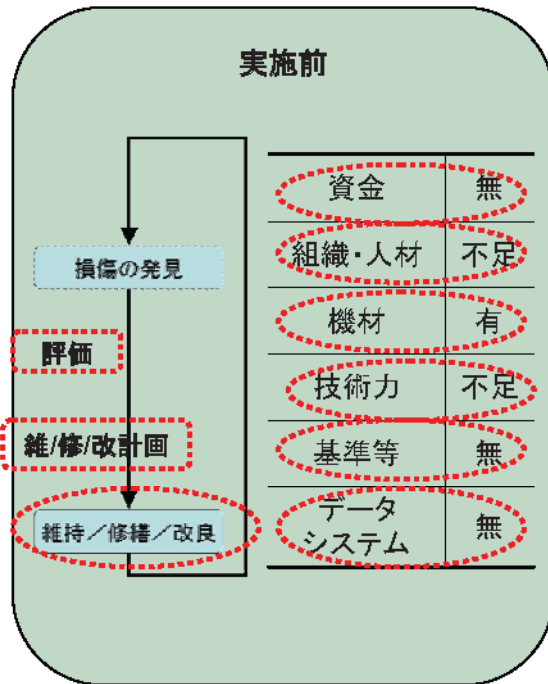 実施前
損傷の発見
評価
維/修/改計画
維持／修繕／改良
資金 無
組織・人材 不足
機材 有
技術力 不足
基準等 無
データ
システム 無